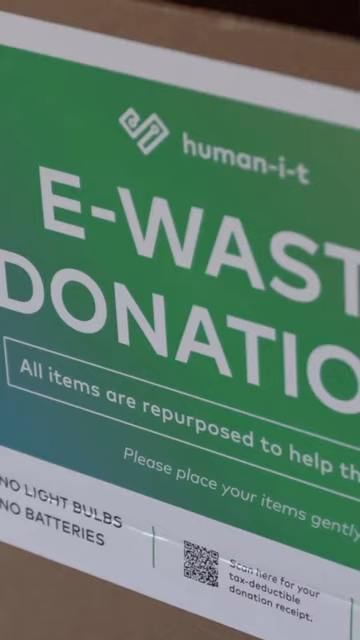 human-i-t
E-WAST
DONATIO
All items are repurposed to help th
Please place your items gently
NO LIGHT BULBS
NO BATTERIES
Scan here for your
tax-deductible
donation receipt.